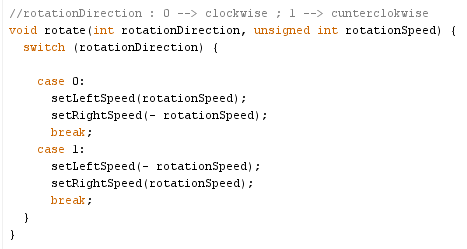 //rotationDirection : 0 --> clockwise ; 1 --> cunterclokwise
void rotate(int rotationDirection, unsigned int rotationSpeed) {
switch (rotationDirection) {
case 0:
setLeftSpeed(rotationSpeed);
setRightSpeed(- rotationSpeed);
break;
case 1:
setLeftSpeed(- rotationSpeed);
setRightSpeed(rotationSpeed);
break;
}
}